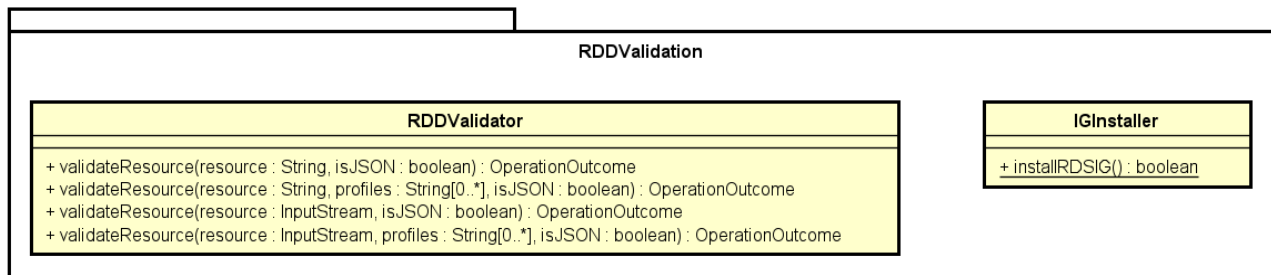 RDDValidation
RDDValidator
+ validateResource(resource : String, isJSON : boolean) : OperationOutcome
+ validateResource(resource : String, profiles : String[0..*], isJSON : boolean) : OperationOutcome
+ validateResource(resource : InputStream, isJSON : boolean) : OperationOutcome
+ validateResource(resource : InputStream, profiles : String[0..*], isJSON : boolean) : OperationOutcome
IGInstaller
+ installRDSIG() : boolean